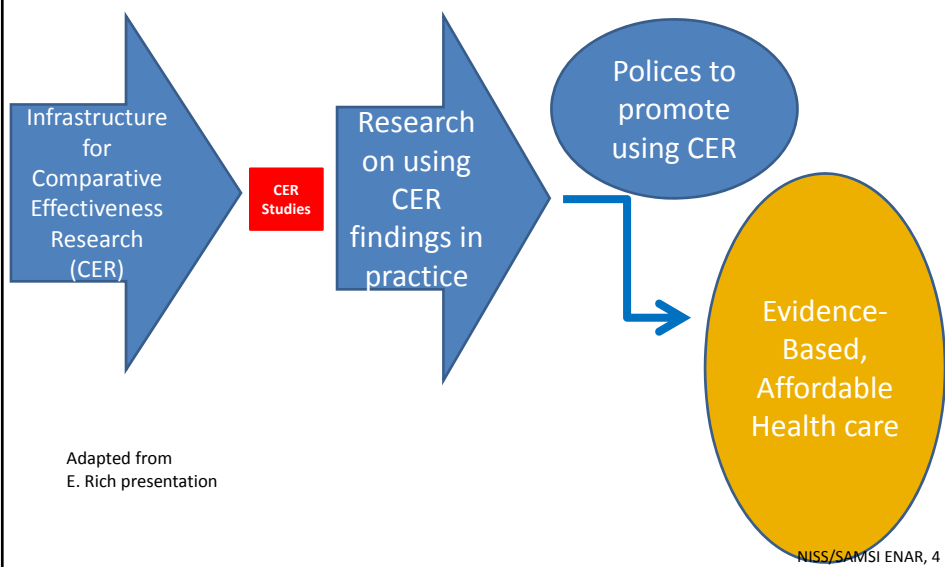 Infrastructure
for
Comparative
Effectiveness
Research
(CER)
CER
Studies
Research
on using
CER
findings in
practice
Polices to
promote
using CER
Evidence-
Based,
Affordable
Health care
Adapted from
E. Rich presentation
NISS/SAMSI ENAR, 4